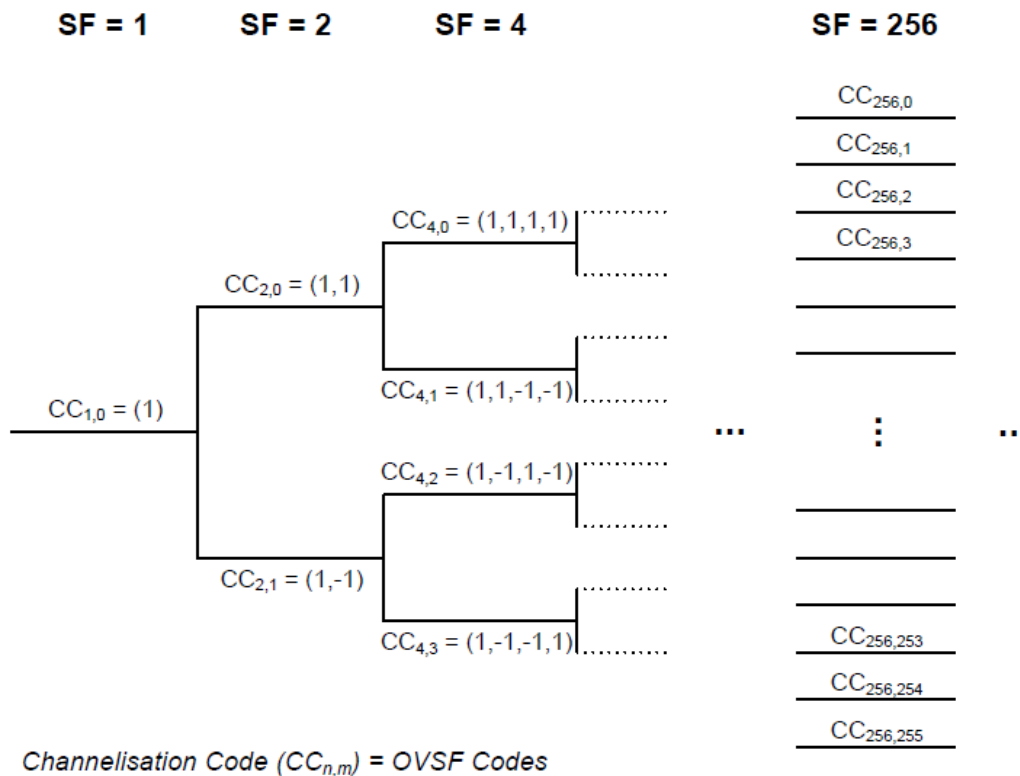 SF = 1 SF = 2 SF = 4 SF = 256
CC256,0
CC256,1
CC256,2
CC4,0 = (1,1,1,1)
CC256,3
CC2,0 = (1,1)
CC4,1 = (1,1,-1,-1)
CC1,0 = (1)
... ⋮ ..
CC4,2 = (1,-1,1,-1)
CC2,1 = (1,-1)
CC4,3 = (1,-1,-1,1)
CC256,253
CC256,254
CC256,255
Channelisation Code (CCn,m) = OVSF Codes